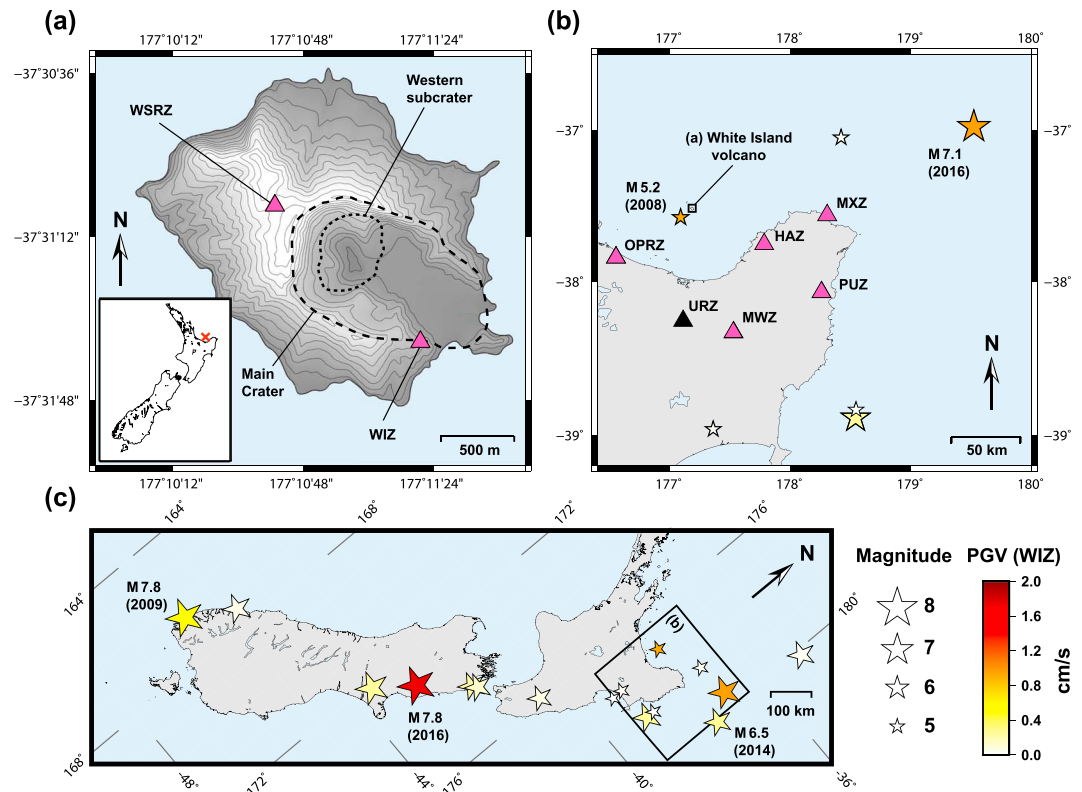 (a)
177°10'12"
177°10'48"
177°11'24"
−37°30'36"
−37°31'12"
−37°31'48"
Western
subcrater
WSRZ
N
Main
Crater
WIZ
500 m
177°10'12"
177°10'48"
177°11'24"
(b)
177°
178°
179°
180°
−37°
−38°
−39°
−37°
−38°
−39°
(a) White Island
volcano
M 7.1
(2016)
M 5.2
(2008)
MXZ
HAZ
OPRZ
PUZ
URZ
MWZ
N
50 km
177°
178°
179°
180°
(c)
164°
168°
172°
176°
164°
180°
M 7.8
(2009)
N
(b)
M 7.8
(2016)
M 6.5
(2014)
100 km
168°
-48°
172°
-44°
176°
-40°
-36°
Magnitude
8
7
6
5
PGV (WIZ)
2.0
1.6
1.2
0.8
0.4
0.0
cm/s